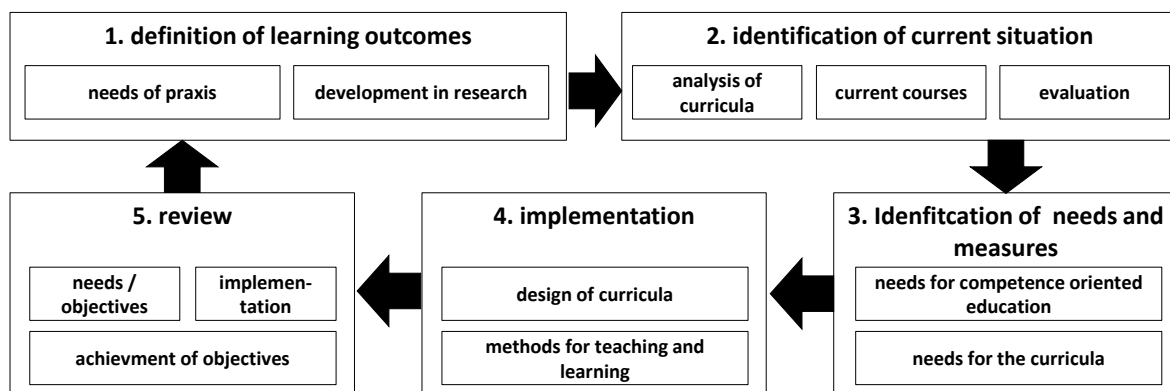 1. definition of learning outcomes
needs of praxis
development in research
2. identification of current situation
analysis of
curricula
current courses
evaluation
3. Idenfitcation of needs and
measures
needs for competence oriented
education
needs for the curricula
4. implementation
design of curricula
methods for teaching and
learning
5. review
needs /
objectives
implemen-
tation
achievment of objectives